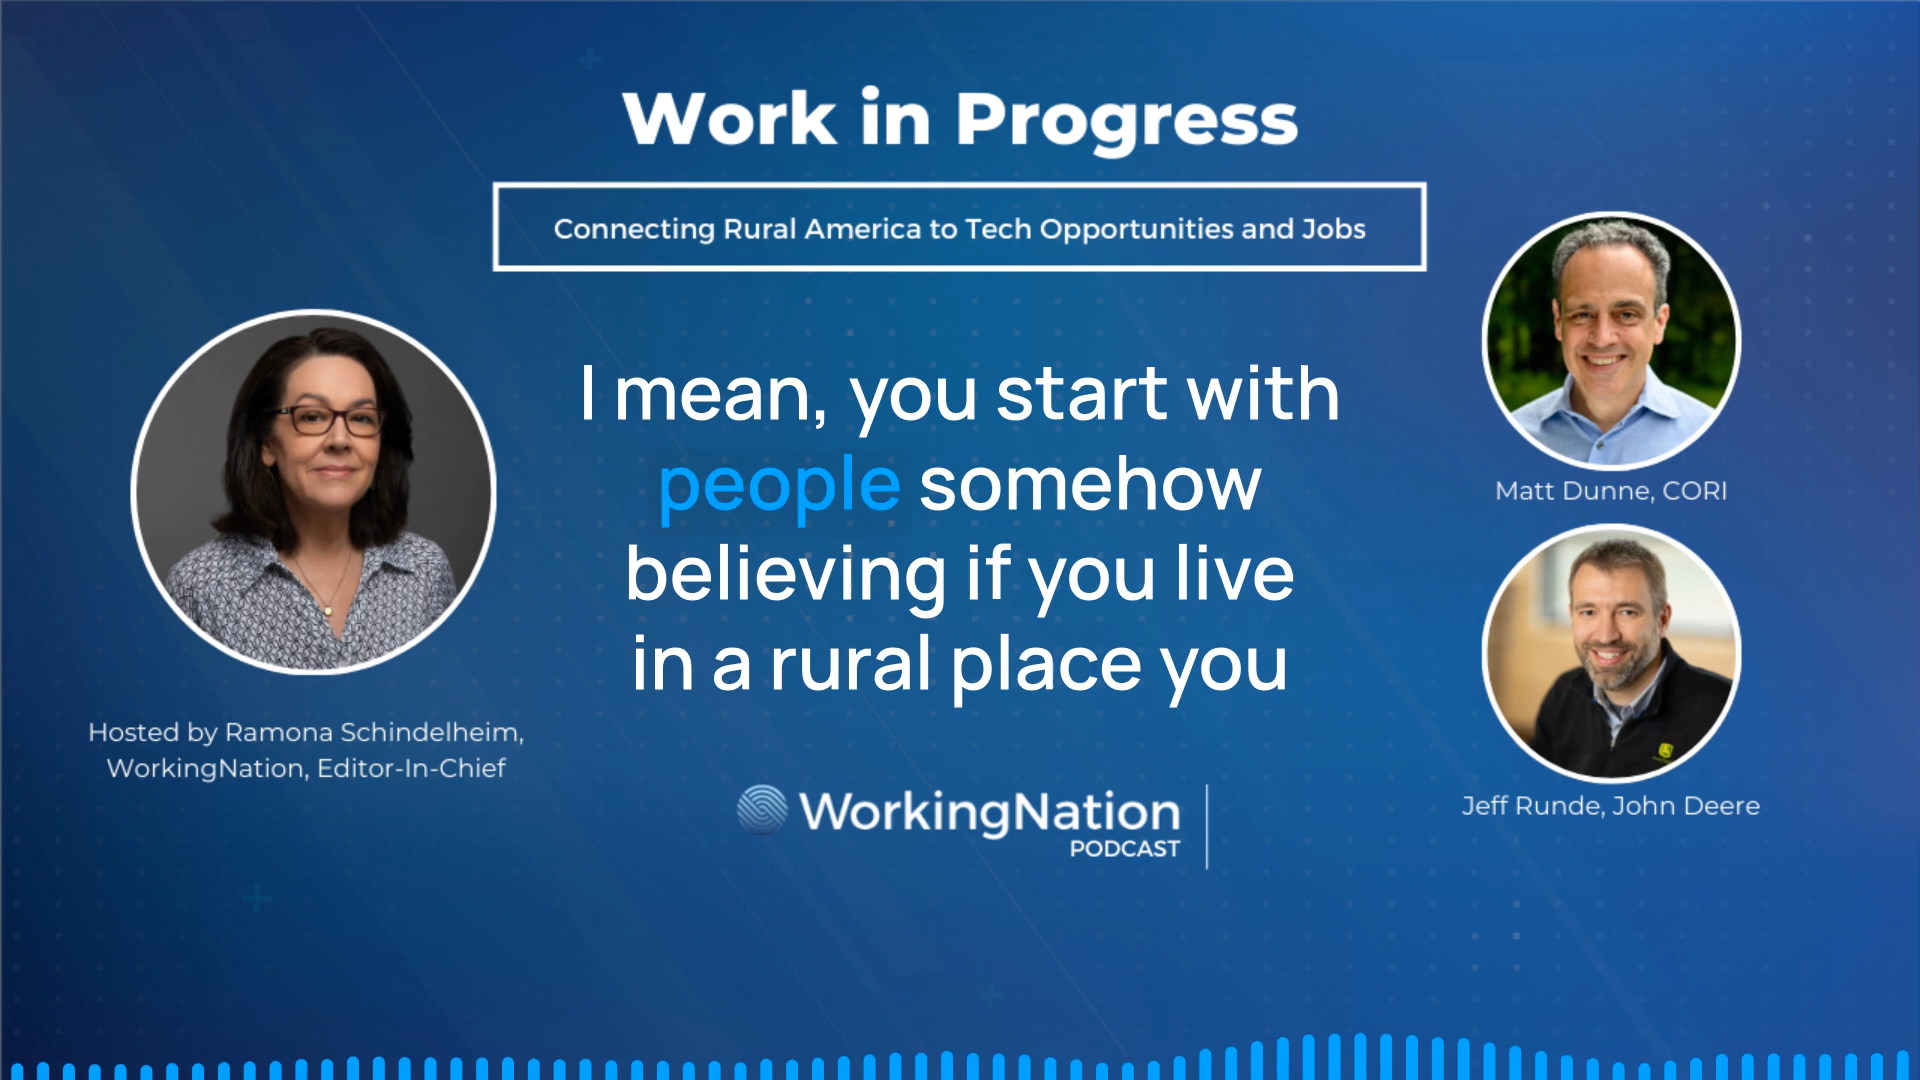 Work in Progress
Connecting Rural America to Tech Opportunities and Jobs
I mean, you start with
people somehow
believing if you live
in a rural place you
Hosted by Ramona Schindelheim,
WorkingNation, Editor-In-Chief
Matt Dunne, CORI
Jeff Runde, John Deere
WorkingNation
PODCAST